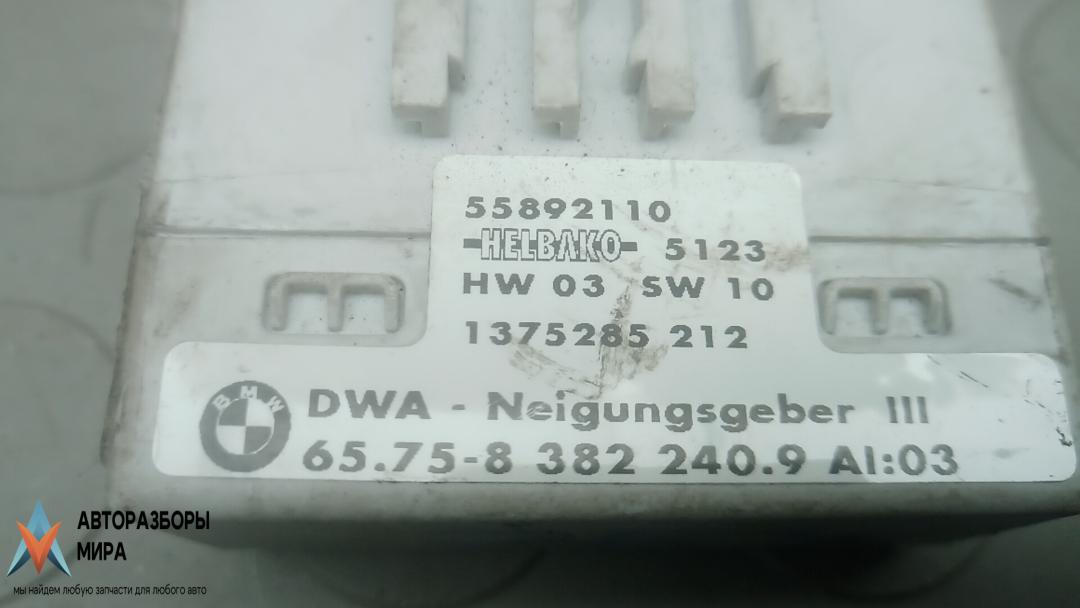 55892110
HELBAKO 5123
HW 03 SW 10
1375285 212
BMW
DWA - Neigungsgeber III
65.75-8 382 240.9 AI:03
АВТОРАЗБОРЫ
МИРА
мы найдем любую запчасти для любого авто